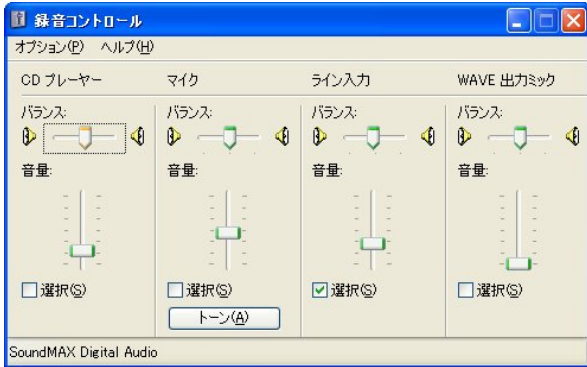 録音コントロール
オプション(P) ヘルプ(H)
CD プレーヤー マイク ライン入力 WAVE 出力ミック
バランス: バランス: バランス: バランス:
音量: 音量: 音量: 音量:
選択(S) 選択(S) 選択(S) 選択(S)
トーン(A)
SoundMAX Digital Audio